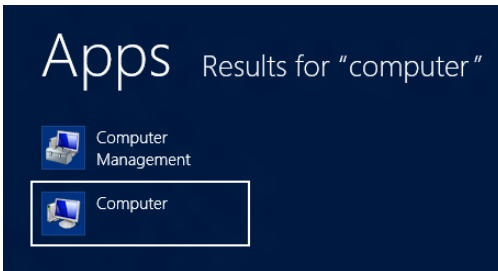 Apps Results for “computer”
Computer
Management
Computer